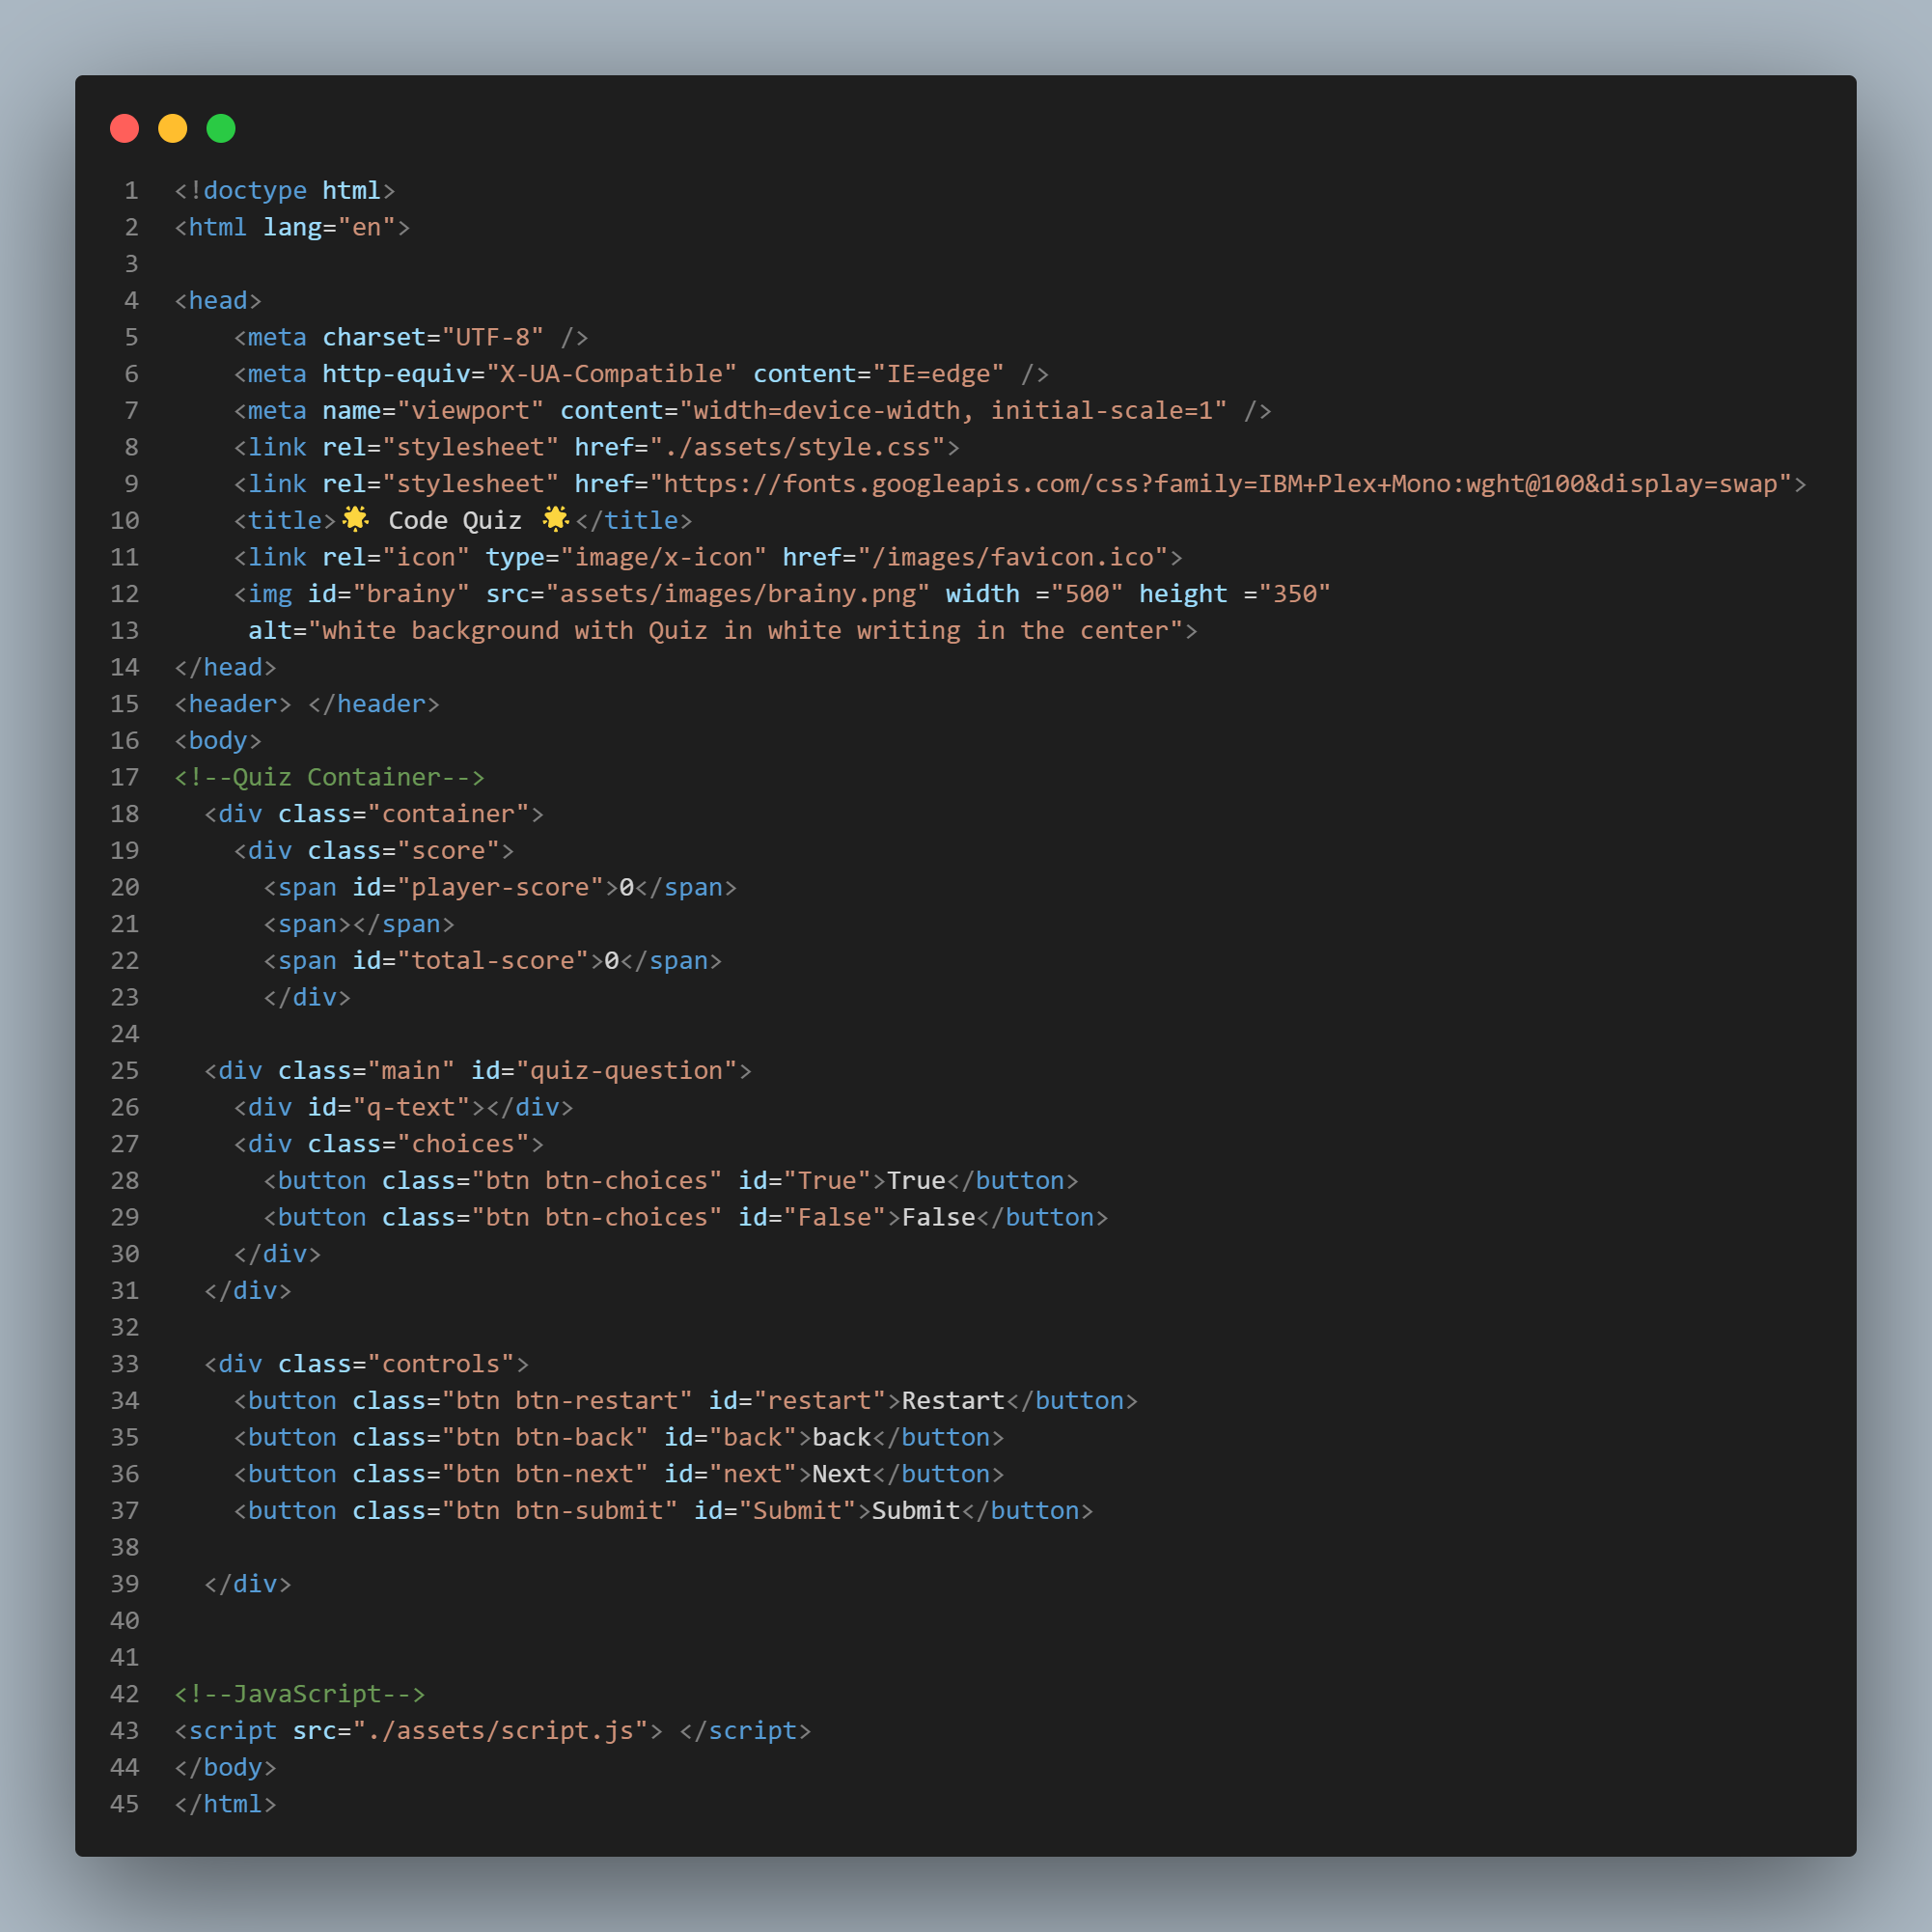 1 <!doctype html>
2 <html lang="en">
3
4 <head>
5     <meta charset="UTF-8" />
6     <meta http-equiv="X-UA-Compatible" content="IE=edge" />
7     <meta name="viewport" content="width=device-width, initial-scale=1" />
8     <link rel="stylesheet" href="./assets/style.css">
9     <link rel="stylesheet" href="https://fonts.googleapis.com/css?family=IBM+Plex+Mono:wght@100&display=swap">
10     <title>🌟 Code Quiz 🌟</title>
11     <link rel="icon" type="image/x-icon" href="/images/favicon.ico">
12     <img id="brainy" src="assets/images/brainy.png" width ="500" height ="350"
13      alt="white background with Quiz in white writing in the center">
14 </head>
15 <header> </header>
16 <body>
17 <!--Quiz Container-->
18   <div class="container">
19     <div class="score">
20       <span id="player-score">0</span>
21       <span></span>
22       <span id="total-score">0</span>
23       </div>
24
25   <div class="main" id="quiz-question">
26     <div id="q-text"></div>
27     <div class="choices">
28       <button class="btn btn-choices" id="True">True</button>
29       <button class="btn btn-choices" id="False">False</button>
30     </div>
31   </div>
32
33   <div class="controls">
34     <button class="btn btn-restart" id="restart">Restart</button>
35     <button class="btn btn-back" id="back">back</button>
36     <button class="btn btn-next" id="next">Next</button>
37     <button class="btn btn-submit" id="Submit">Submit</button>
38
39   </div>
40
41
42 <!--JavaScript-->
43 <script src="./assets/script.js"> </script>
44 </body>
45 </html>